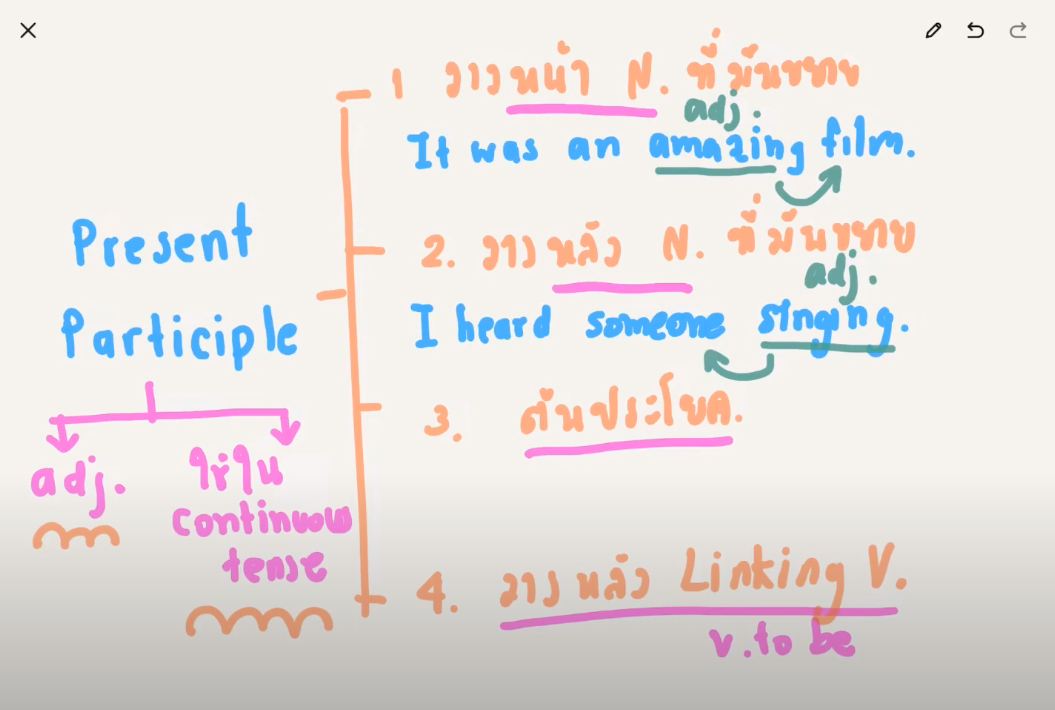 Present
Participle
adj.
ใช้ใน
continuous
tense
1 วางหน้า N. ที่มันขยาย
adj.
It was an amazing film.
2. วางหลัง N. ที่มันขยาย
adj.
I heard someone singing.
3. ต้นประโยค.
4. วางหลัง Linking V.
v. to be